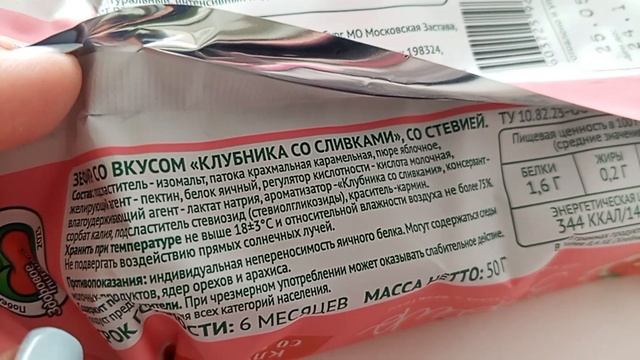 МО Московская Застава,
198324,
ТУ 10.82.23-
ЗЕФИР СО ВКУСОМ «КЛУБНИКА СО СЛИВКАМИ», СО СТЕВИЕЙ.
Состав: подсластитель - изомальт, патока крахмальная карамельная, пюре яблочное,
желирующий агент - пектин, белок яичный, регулятор кислотности - кислота молочная,
влагоудерживающий агент - лактат натрия, ароматизатор - «Клубника со сливками», консервант -
сорбат калия, подсластитель стевиозид (стевиолгликозиды), краситель - кармин.
Хранить при температуре не выше 18±3°С и относительной влажности воздуха не более 75%.
Не подвергать воздействию прямых солнечных лучей.
Противопоказания: индивидуальная непереносимость яичного белка. Могут содержаться следы
продуктов, ядер орехов и арахиса.
При чрезмерном употреблении может оказывать слабительное действие.
для всех категорий населения.
6 МЕСЯЦЕВ МАССА НЕТТО: 50 Г
Пищевая ценность в 100
(средние значения
БЕЛКИ
1,6 Г
ЖИРЫ
0,2 Г
ЭНЕРГЕТИЧЕСКАЯ
344 ККАЛ/14